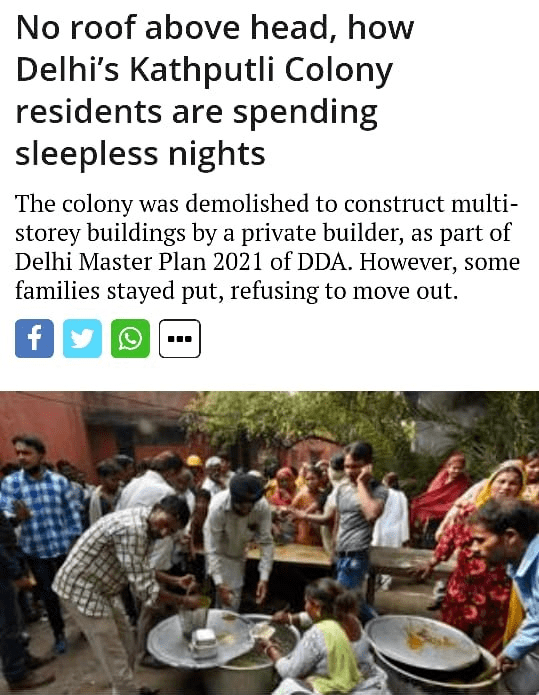 No roof above head, how
Delhi’s Kathputli Colony
residents are spending
sleepless nights
The colony was demolished to construct multi-
storey buildings by a private builder, as part of
Delhi Master Plan 2021 of DDA. However, some
families stayed put, refusing to move out.